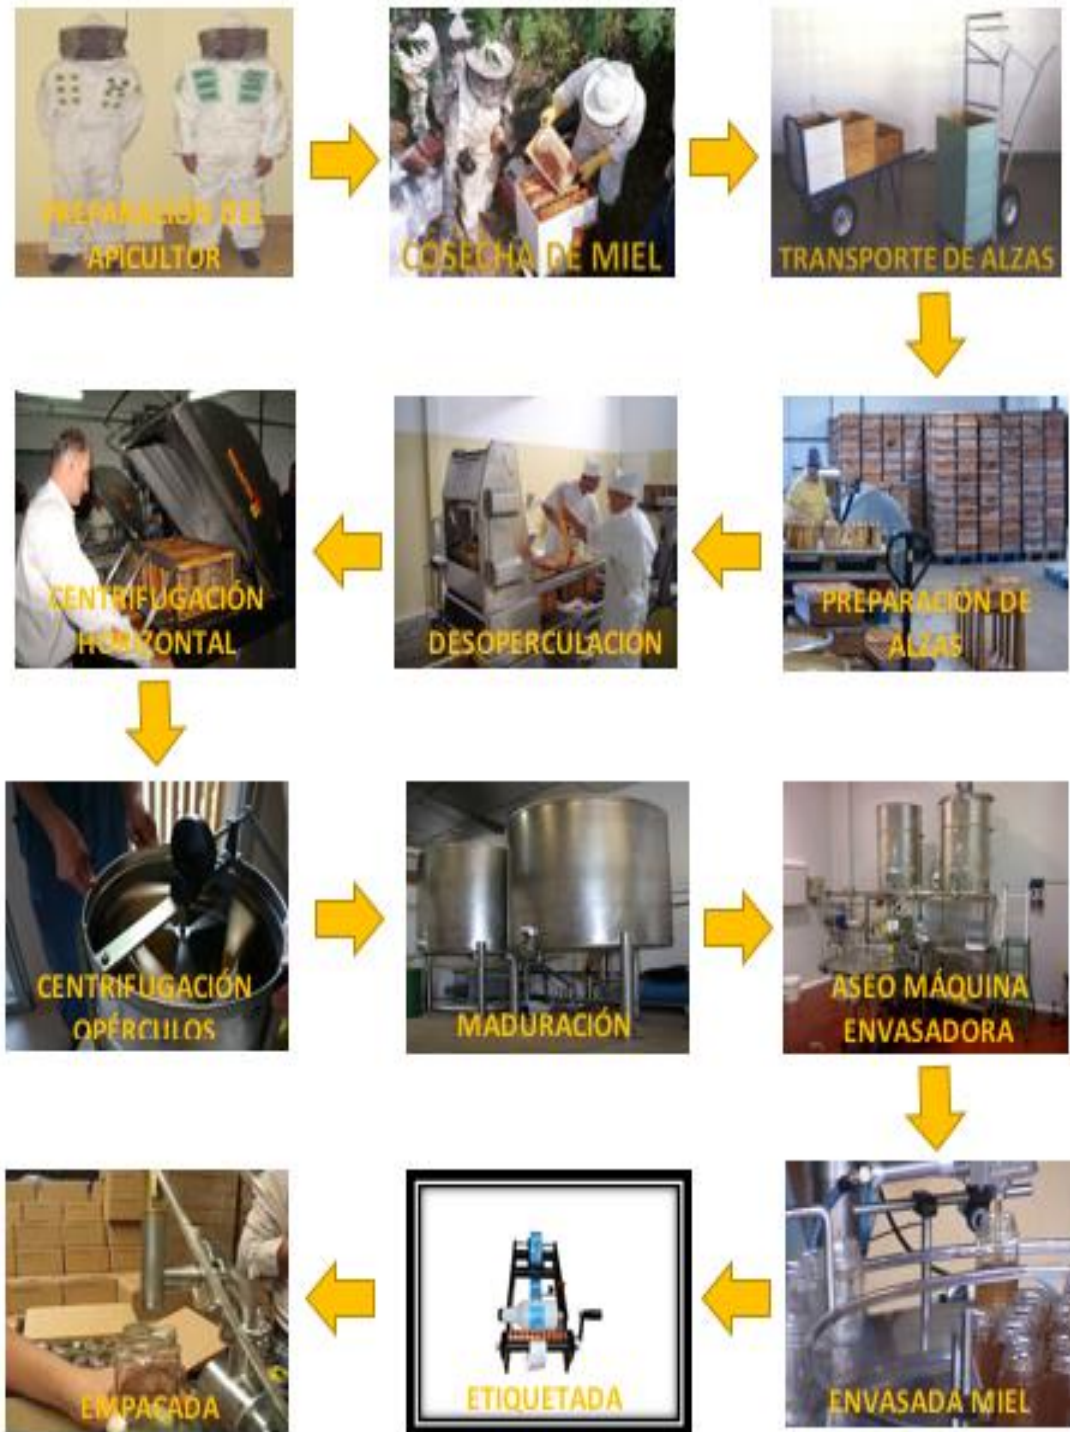 PREPARACIÓN DEL
APICULTOR
COSECHA DE MIEL
TRANSPORTE DE ALZAS
PREPARACIÓN DE
ALZAS
DESOPERCULACION
CENTRIFUGACIÓN
HORIZONTAL
CENTRIFUGACIÓN
OPÉRCULOS
MADURACIÓN
ASEO MÁQUINA
ENVASADORA
ENVASADA MIEL
ETIQUETADA
EMPACADA